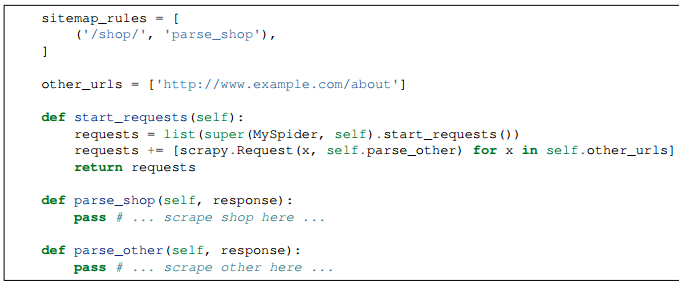 sitemap_rules = [
    ('/shop/', 'parse_shop'),
]
other_urls = ['http://www.example.com/about']
def start_requests(self):
    requests = list(super(MySpider, self).start_requests())
    requests += [scrapy.Request(x, self.parse_other) for x in self.other_urls]
    return requests
def parse_shop(self, response):
    pass # ... scrape shop here ...
def parse_other(self, response):
    pass # ... scrape other here ...